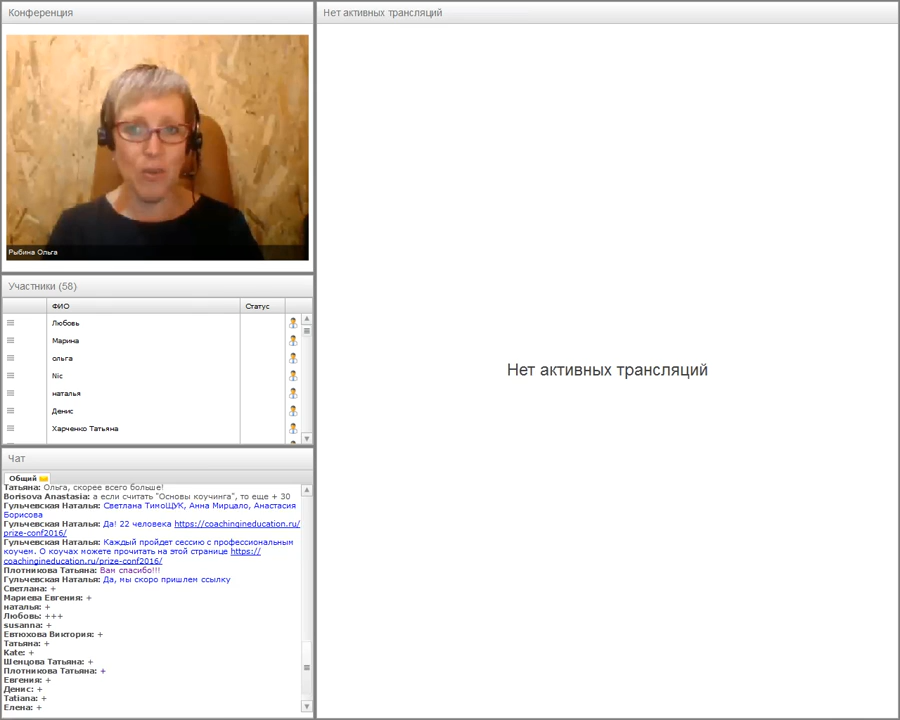 Конференция
Рыбина Ольга
Участники (58)
ФИО Статус
Любовь
Марина
ольга
Nic
наталья
Денис
Харченко Татьяна
Чат
Общий
Татьяна: Ольга, скорее всего больше!
Borisova Anastasia: а если считать "Основы коучинга", то еще + 30
Гульчевская Наталья: Светлана ТимоЩУК, Анна Мирцало, Анастасия
Борисова
Гульчевская Наталья: Да! 22 человека https://coachingineducation.ru/
prize-conf2016/
Гульчевская Наталья: Каждый пройдет сессию с профессиональным
коучем. О коучах можете прочитать на этой странице https://
coachingineducation.ru/prize-conf2016/
Плотникова Татьяна: Вам спасибо!!!
Гульчевская Наталья: Да, мы скоро пришлем ссылку
Светлана: +
Мариева Евгения: +
наталья: +
Любовь: +++
susanna: +
Евтюхова Виктория: +
Татьяна: +
Kate: +
Шенцова Татьяна: +
Плотникова Татьяна: +
Евгения: +
Денис: +
Tatiana: +
Елена: +
Нет активных трансляций
Нет активных трансляций